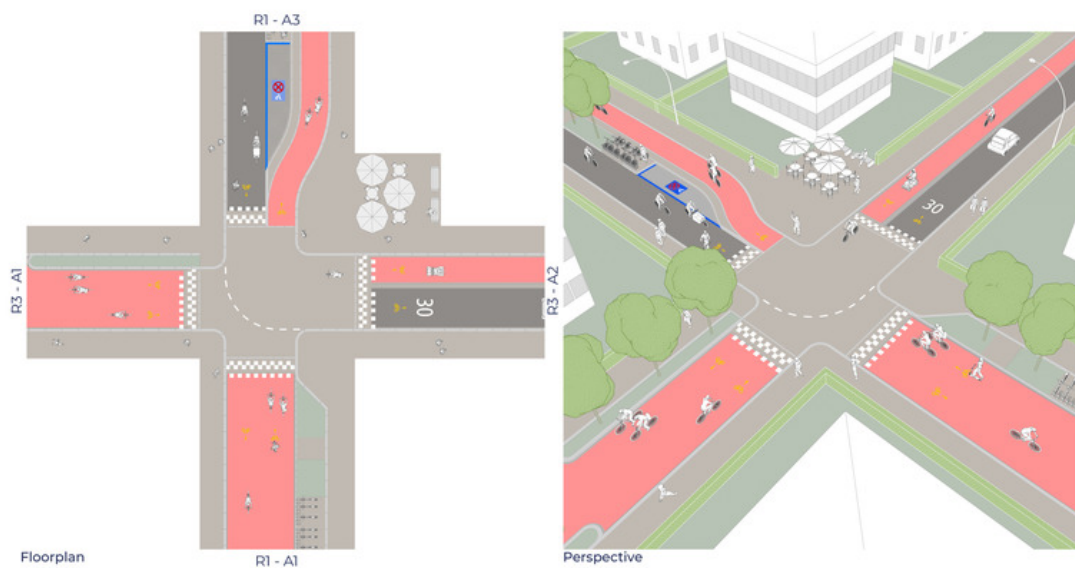 R1 - A3
R3 - A1
30
R3 - A2
30
Floorplan
R1 - A1
Perspective